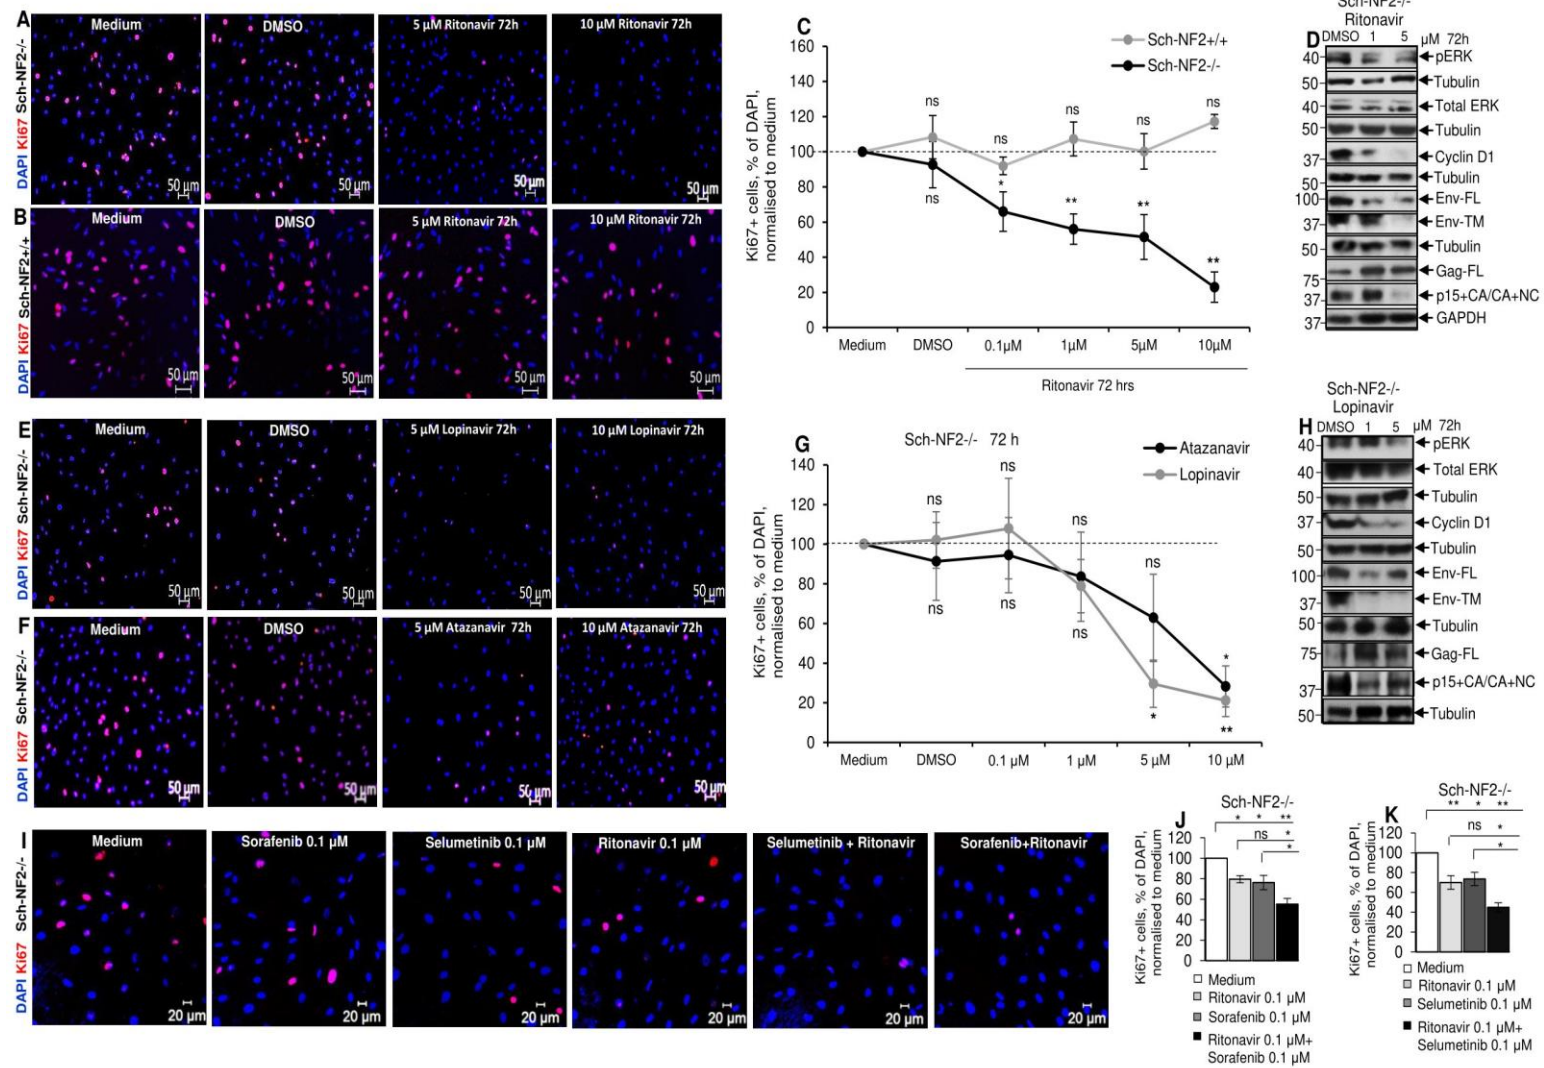 A
DAPI Ki67 Sch-NF2-/-
Medium
DMSO
5 µM Ritonavir 72h
10 µM Ritonavir 72h
50 µm
50 µm
50 µm
50 µm
B
DAPI Ki67 Sch-NF2+/+
Medium
DMSO
5 µM Ritonavir 72h
10 µM Ritonavir 72h
50 µm
50 µm
50 µm
50 µm
C
Sch-NF2+/+
Sch-NF2-/-
Ki67+ cells, % of DAPI,
normalised to medium
160
140
120
100
80
60
40
20
0
ns
ns
ns
*
ns
**
ns
**
ns
**
Medium
DMSO
0.1µM
1µM
5µM
10µM
Ritonavir 72 hrs
Sch-NF2-/-
Ritonavir
D
DMSO 1 5 µM 72h
40 pERK
50 Tubulin
40 Total ERK
50 Tubulin
37 Cyclin D1
50 Tubulin
100 Env-FL
37 Env-TM
50 Tubulin
75 Gag-FL
37 p15+CA/CA+NC
37 GAPDH
E
DAPI Ki67 Sch-NF2-/-
Medium
DMSO
5 µM Lopinavir 72h
10 µM Lopinavir 72h
50 µm
50 µm
50 µm
50 µm
F
DAPI Ki67 Sch-NF2-/-
Medium
DMSO
5 µM Atazanavir 72h
10 µM Atazanavir 72h
50 µm
50 µm
50 µm
50 µm
G
Sch-NF2-/- 72 h
Atazanavir
Lopinavir
Ki67+ cells, % of DAPI,
normalised to medium
140
120
100
80
60
40
20
0
ns
ns
ns
ns
ns
ns
ns
*
*
**
Medium
DMSO
0.1 µM
1 µM
5 µM
10 µM
Sch-NF2-/-
Lopinavir
H
DMSO 1 5 µM 72h
40 pERK
40 Total ERK
50 Tubulin
37 Cyclin D1
50 Tubulin
100 Env-FL
37 Env-TM
50 Tubulin
75 Gag-FL
37 p15+CA/CA+NC
50 Tubulin
I
DAPI Ki67 Sch-NF2-/-
Medium
Sorafenib 0.1 µM
Selumetinib 0.1 µM
Ritonavir 0.1 µM
Selumetinib + Ritonavir
Sorafenib+Ritonavir
20 µm
20 µm
20 µm
20 µm
20 µm
20 µm
J
Sch-NF2-/-
* * **
ns *
*
Ki67+ cells, % of DAPI,
normalised to medium
120
100
80
60
40
20
0
Medium
Ritonavir 0.1 µM
Sorafenib 0.1 µM
Ritonavir 0.1 µM+
Sorafenib 0.1 µM
K
Sch-NF2-/-
** * **
ns *
*
Ki67+ cells, % of DAPI,
normalised to medium
120
100
80
60
40
20
0
Medium
Ritonavir 0.1 µM
Selumetinib 0.1 µM
Ritonavir 0.1 µM+
Selumetinib 0.1 µM